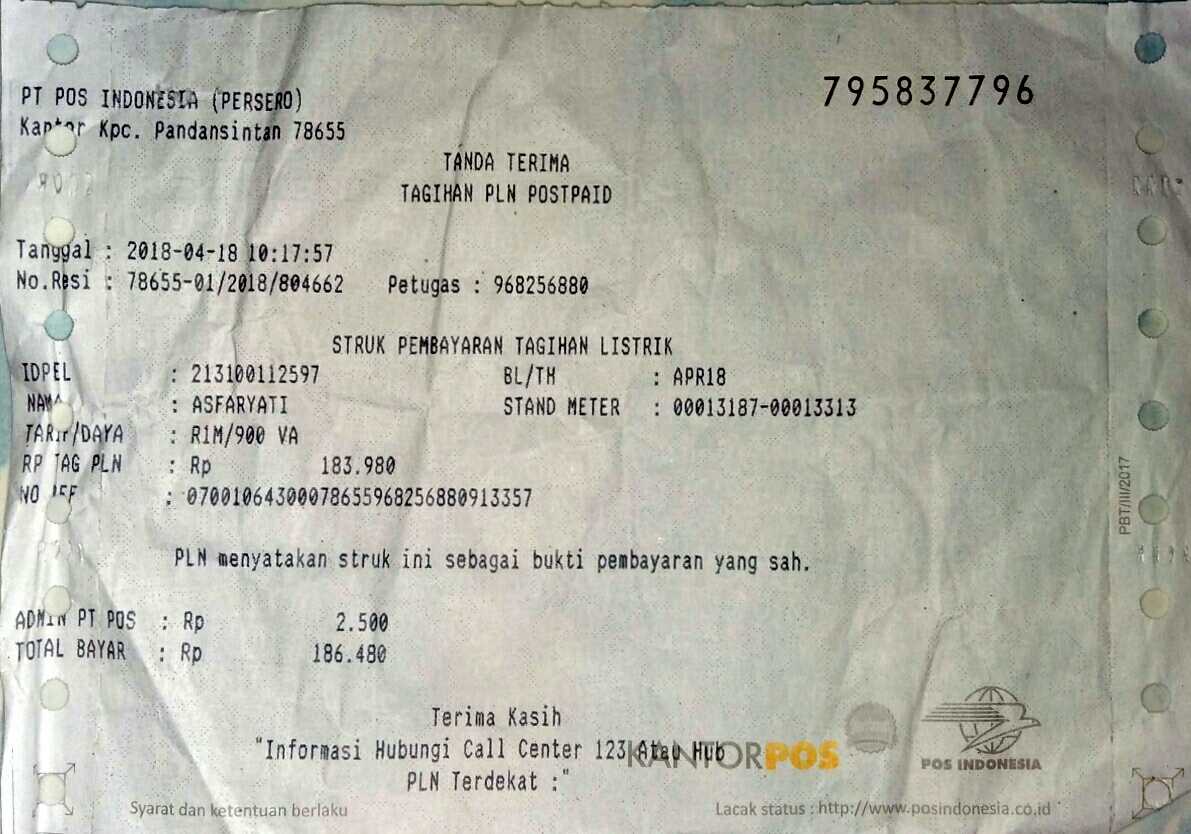 795837796
PT POS INDONESIA (PERSERO)
Kantor Kpc. Pandansintan 78655
TANDA TERIMA
TAGIHAN PLN POSTPAID
Tanggal : 2018-04-18 10:17:57
No.Resi : 78655-01/2018/804662 Petugas : 968256880
STRUK PEMBAYARAN TAGIHAN LISTRIK
IDPEL : 213100112597 BL/TH : APR18
NAMA : ASFARYATI STAND METER : 00013187-00013313
TARIF/DAYA : R1M/900 VA
RP TAG PLN : Rp 183.980
NO REF : 07001064300078655968256880913357
PLN menyatakan struk ini sebagai bukti pembayaran yang sah.
ADMIN PT POS : Rp 2.500
TOTAL BAYAR : Rp 186.480
Terima Kasih
"Informasi Hubungi Call Center 123 Atau Hub
PLN Terdekat :"
KANTORPOS
POS INDONESIA
Syarat dan ketentuan berlaku
Lacak status : http://www.posindonesia.co.id
PBT/III/2017